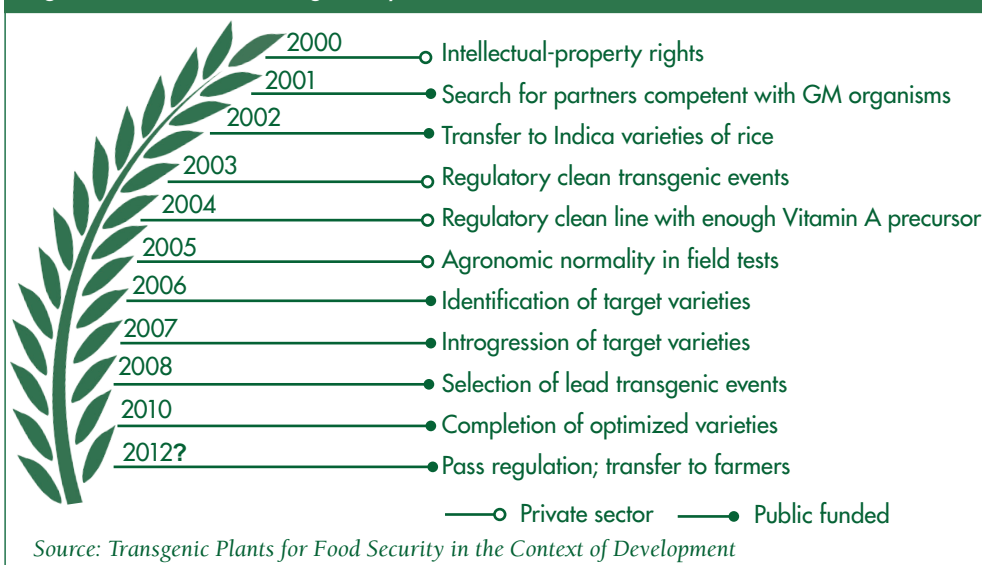 2000 Intellectual-property rights
2001 Search for partners competent with GM organisms
2002 Transfer to Indica varieties of rice
2003 Regulatory clean transgenic events
2004 Regulatory clean line with enough Vitamin A precursor
2005 Agronomic normality in field tests
2006 Identification of target varieties
2007 Introgression of target varieties
2008 Selection of lead transgenic events
2010 Completion of optimized varieties
2012? Pass regulation; transfer to farmers
Private sector Public funded
Source: Transgenic Plants for Food Security in the Context of Development